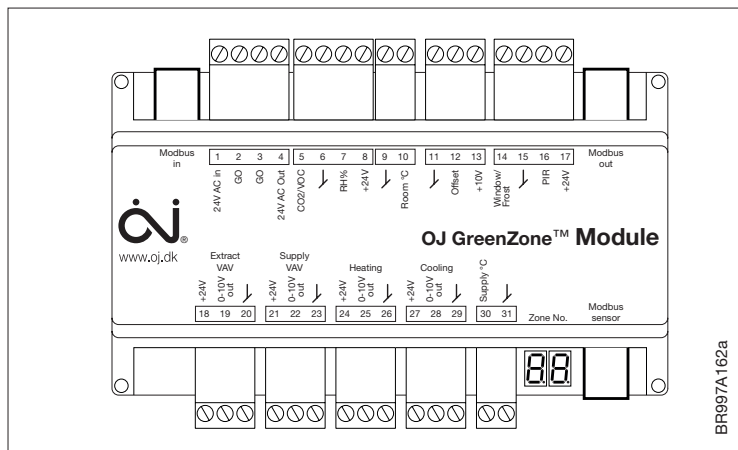 Modbus in
1 2 3 4 5 6 7 8 9 10 11 12 13 14 15 16 17
Modbus out
24V AC in
GO
GO
24V AC Out
CO2/VOC
RH%
+24V
Room °C
Offset
+10V
Window/Frost
PIR
+24V
OJ®
www.oj.dk
OJ GreenZone™ Module
Extract VAV
Supply VAV
Heating
Cooling
+24V
0-10V out
+24V
0-10V out
+24V
0-10V out
+24V
0-10V out
Supply °C
18 19 20 21 22 23 24 25 26 27 28 29 30 31
Zone No.
Modbus sensor
88
BR997A162a